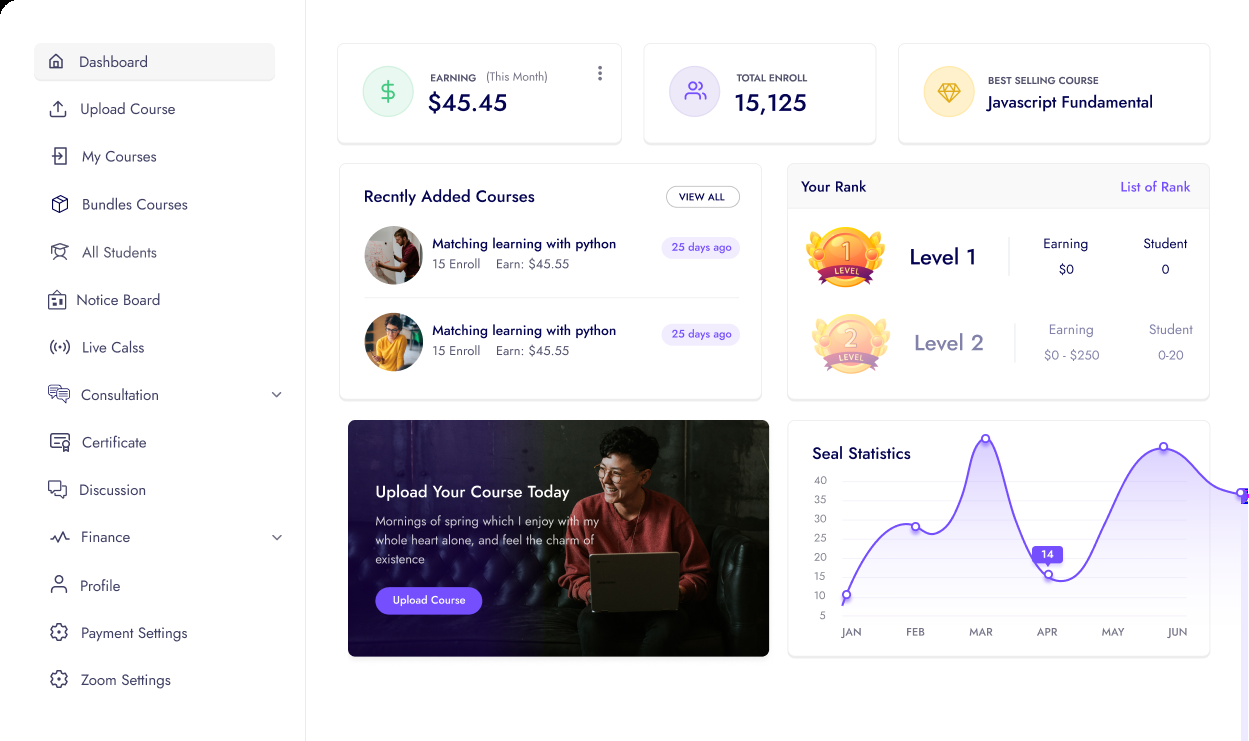 Dashboard
Upload Course
My Courses
Bundles Courses
All Students
Notice Board
Live Calss
Consultation
Certificate
Discussion
Finance
Profile
Payment Settings
Zoom Settings
EARNING (This Month)
$45.45
TOTAL ENROLL
15,125
BEST SELLING COURSE
Javascript Fundamental
Recntly Added Courses
VIEW ALL
Matching learning with python
25 days ago
15 Enroll Earn: $45.55
Matching learning with python
25 days ago
15 Enroll Earn: $45.55
Your Rank
List of Rank
1
LEVEL
Level 1
Earning Student
$0 0
2
LEVEL
Level 2
Earning Student
$0 - $250 0-20
Upload Your Course Today
Mornings of spring which I enjoy with my
whole heart alone, and feel the charm of
existence
Upload Course
Seal Statistics
40
35
30
25
20
15
10
5
14
JAN FEB MAR APR MAY JUN